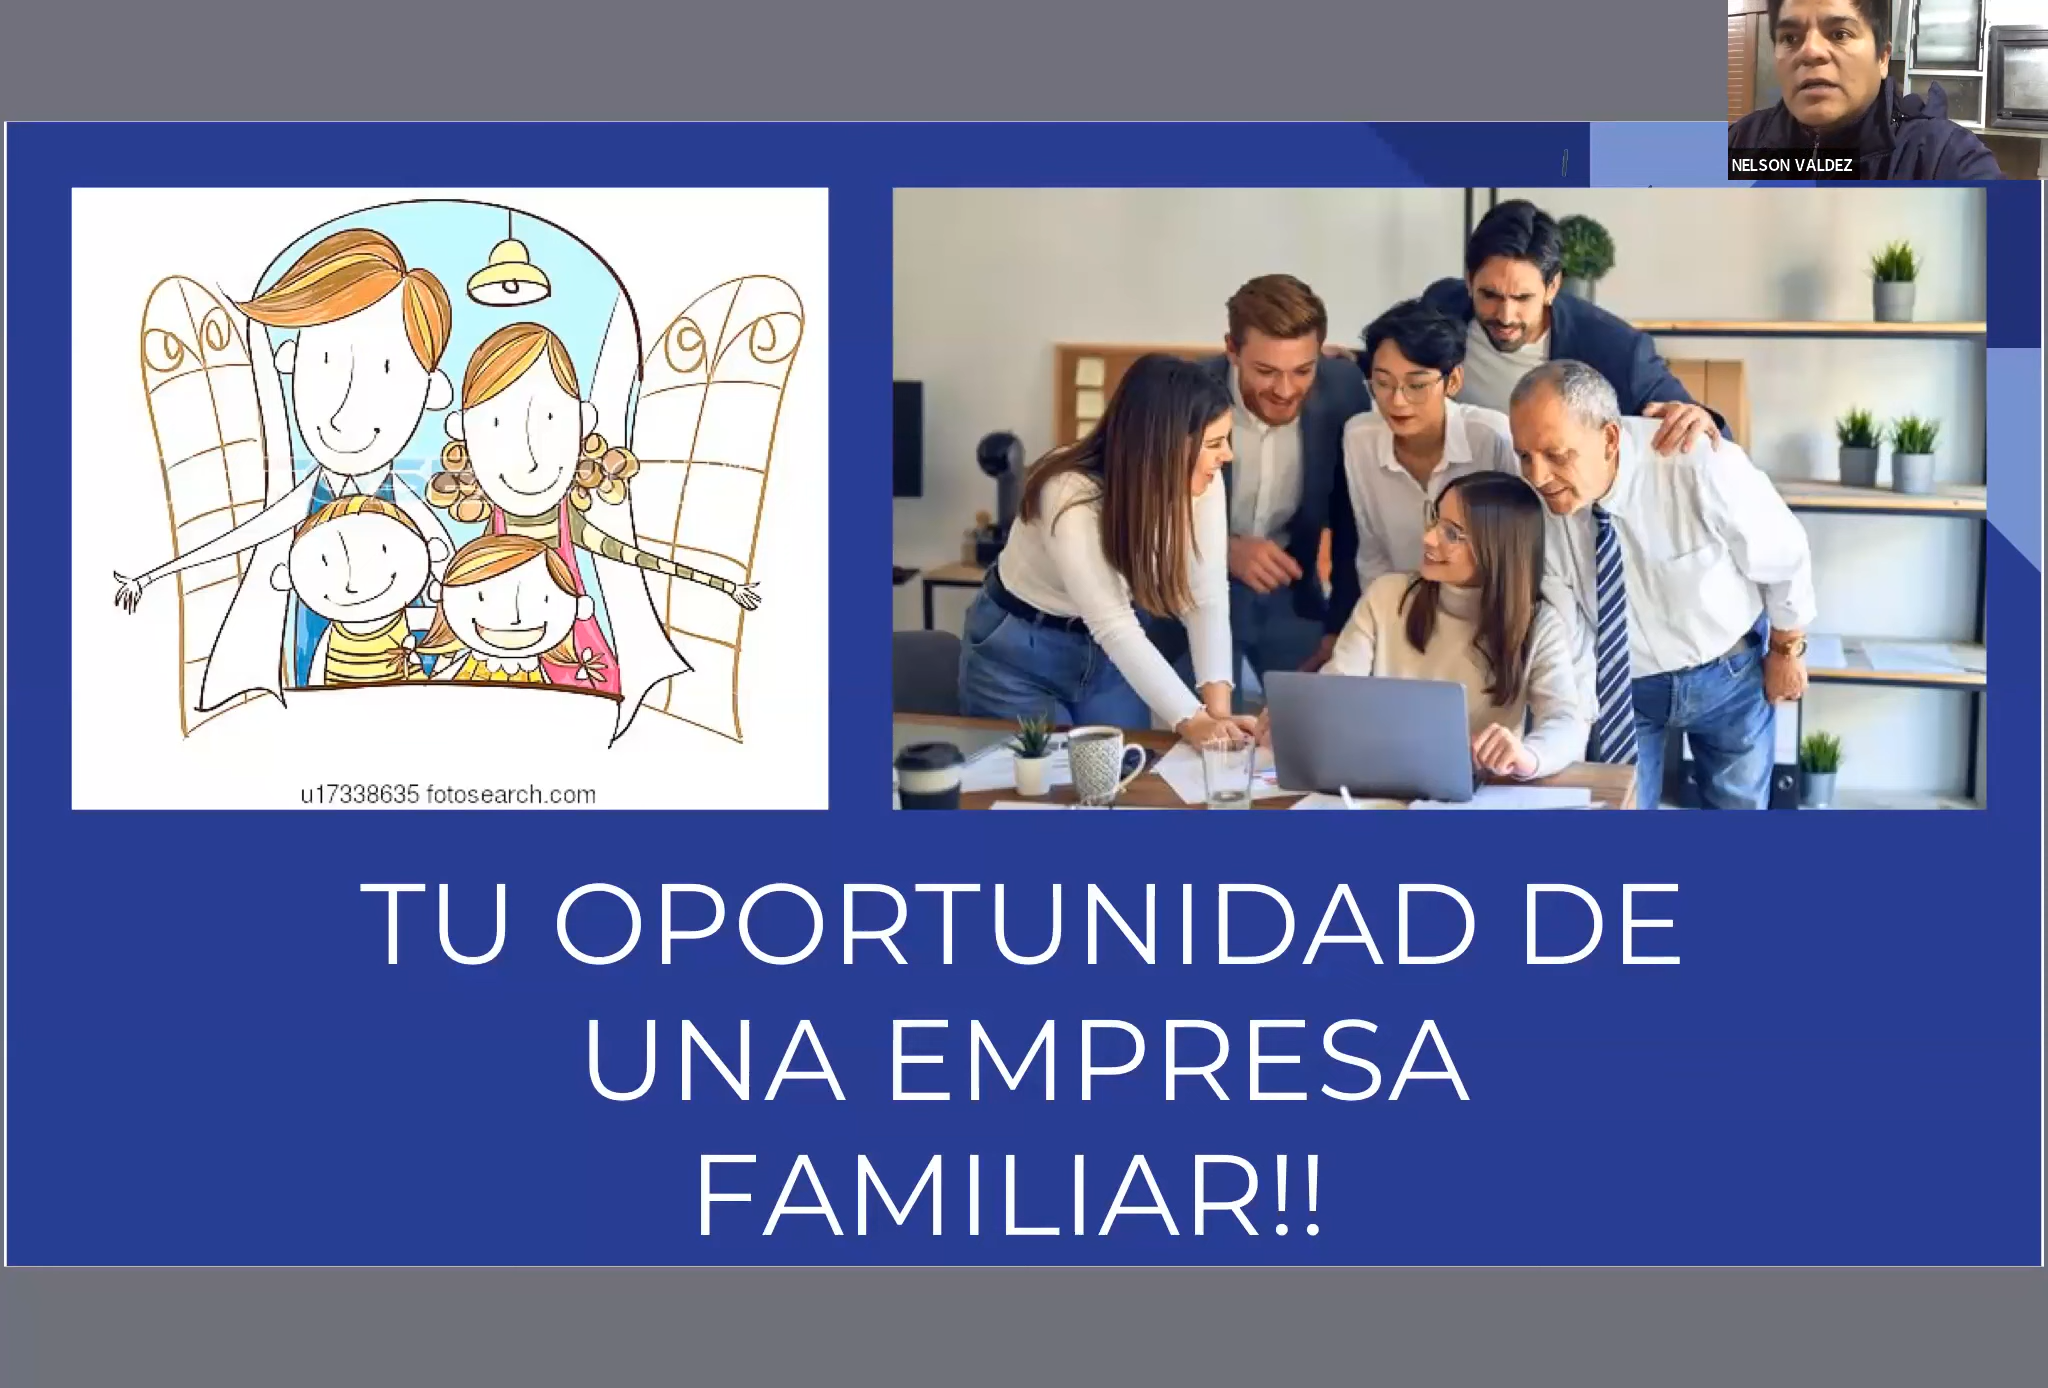 NELSON VALDEZ
u17338635 fotosearch.com
TU OPORTUNIDAD DE
UNA EMPRESA
FAMILIAR!!